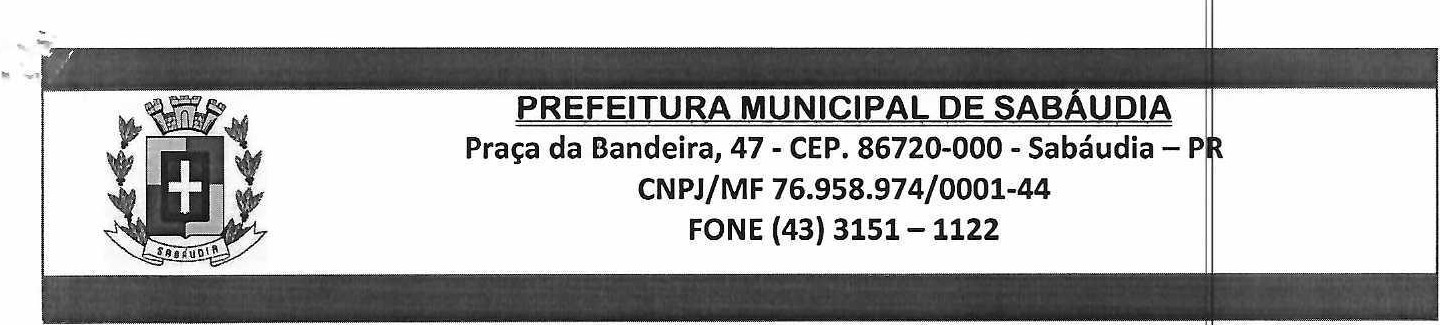 PREFEITURA MUNICIPAL DE SABÁUDIA
Praça da Bandeira, 47 - CEP. 86720-000 - Sabáudia – PR
CNPJ/MF 76.958.974/0001-44
FONE (43) 3151 – 1122
SABÁUDIA